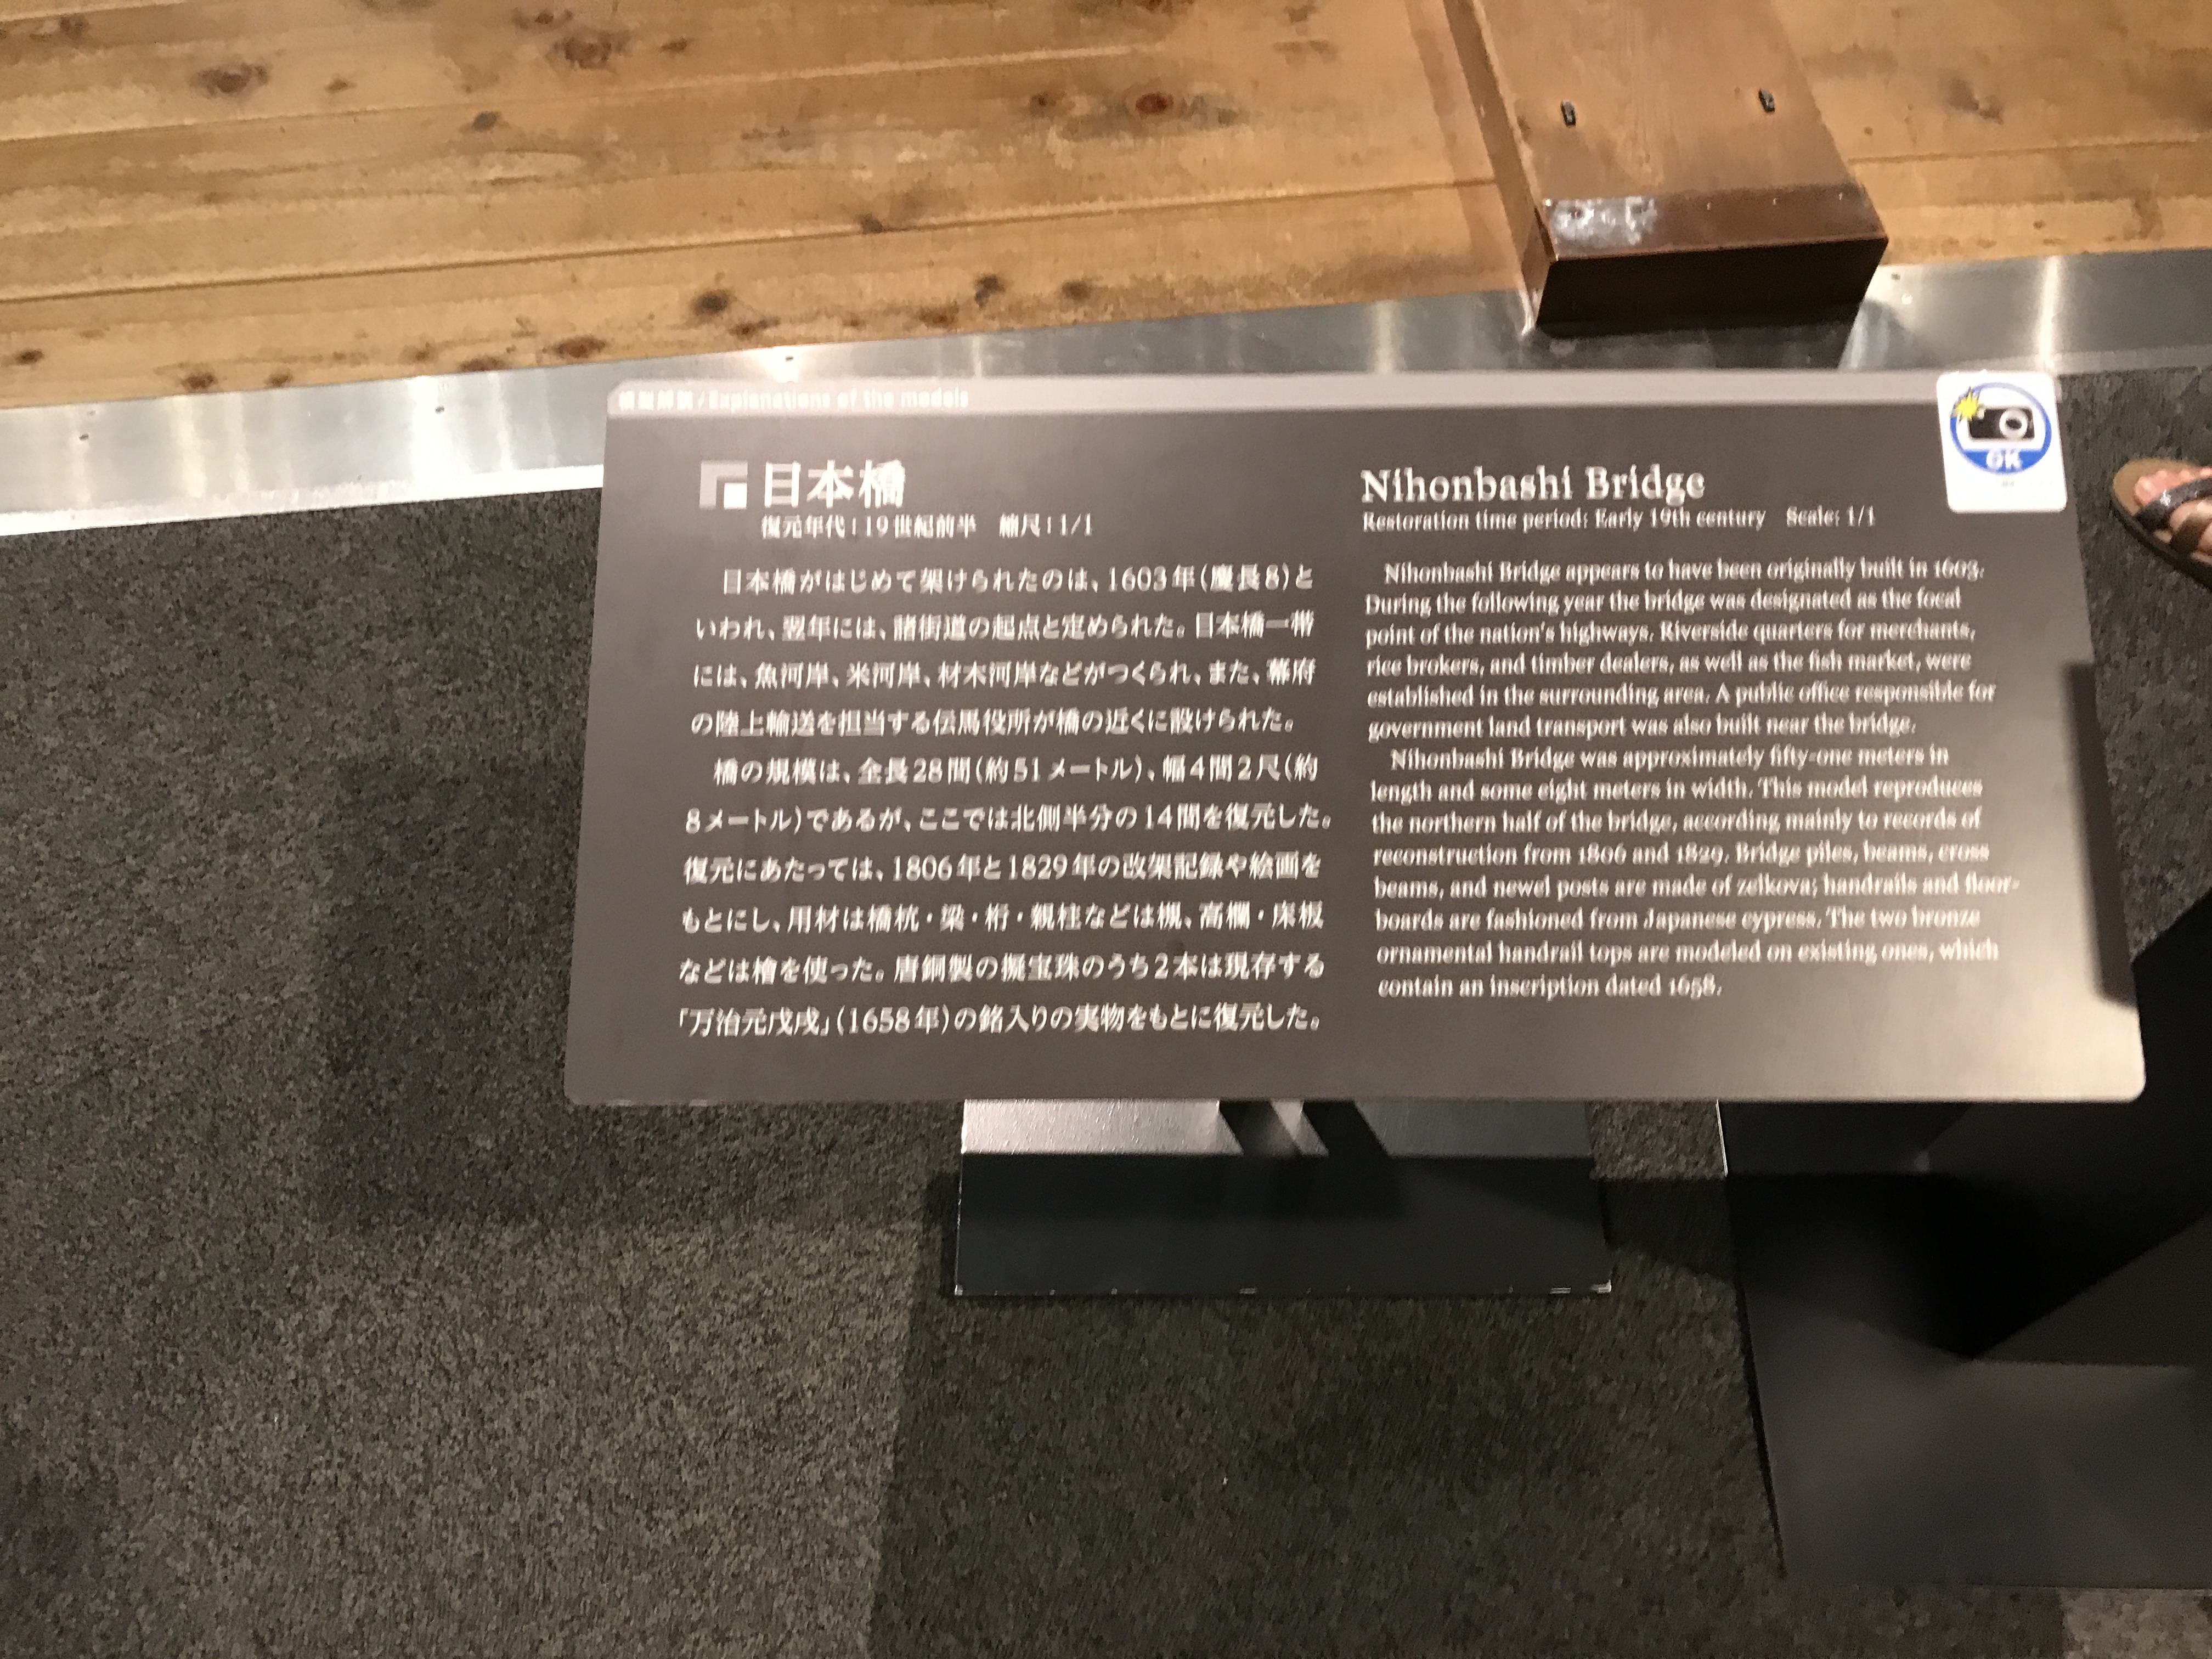 模型解説/Explanations of the models
日本橋
復元年代:19世紀前半 縮尺:1/1
日本橋がはじめて架けられたのは、1603年(慶長8)と
いわれ、翌年には、諸街道の起点と定められた。日本橋一帯
には、魚河岸、米河岸、材木河岸などがつくられ、また、幕府
の陸上輸送を担当する伝馬役所が橋の近くに設けられた。
橋の規模は、全長28間(約51メートル)、幅4間2尺(約
8メートル)であるが、ここでは北側半分の14間を復元した。
復元にあたっては、1806年と1829年の改架記録や絵画を
もとにし、用材は橋杭・梁・桁・親柱などは槻、高欄・床板
などは檜を使った。唐銅製の擬宝珠のうち2本は現存する
「万治元戊戌」(1658年)の銘入りの実物をもとに復元した。
Nihonbashi Bridge
Restoration time period: Early 19th century Scale: 1/1
Nihonbashi Bridge appears to have been originally built in 1603.
During the following year the bridge was designated as the focal
point of the nation's highways. Riverside quarters for merchants,
rice brokers, and timber dealers, as well as the fish market, were
established in the surrounding area. A public office responsible for
government land transport was also built near the bridge.
Nihonbashi Bridge was approximately fifty-one meters in
length and some eight meters in width. This model reproduces
the northern half of the bridge, according mainly to records of
reconstruction from 1806 and 1829. Bridge piles, beams, cross
beams, and newel posts are made of zelkova; handrails and floor-
boards are fashioned from Japanese cypress. The two bronze
ornamental handrail tops are modeled on existing ones, which
contain an inscription dated 1658.
OK